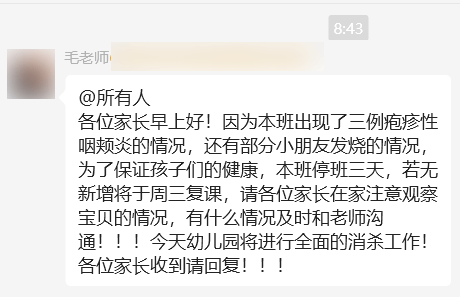 8:43
毛老师
@所有人
各位家长早上好！因为本班出现了三例疱疹性
咽颊炎的情况，还有部分小朋友发烧的情况，
为了保证孩子们的健康，本班停班三天，若无
新增将于周三复课，请各位家长在家注意观察
宝贝的情况，有什么情况及时和老师沟
通！！！今天幼儿园将进行全面的消杀工作！
各位家长收到请回复！！！